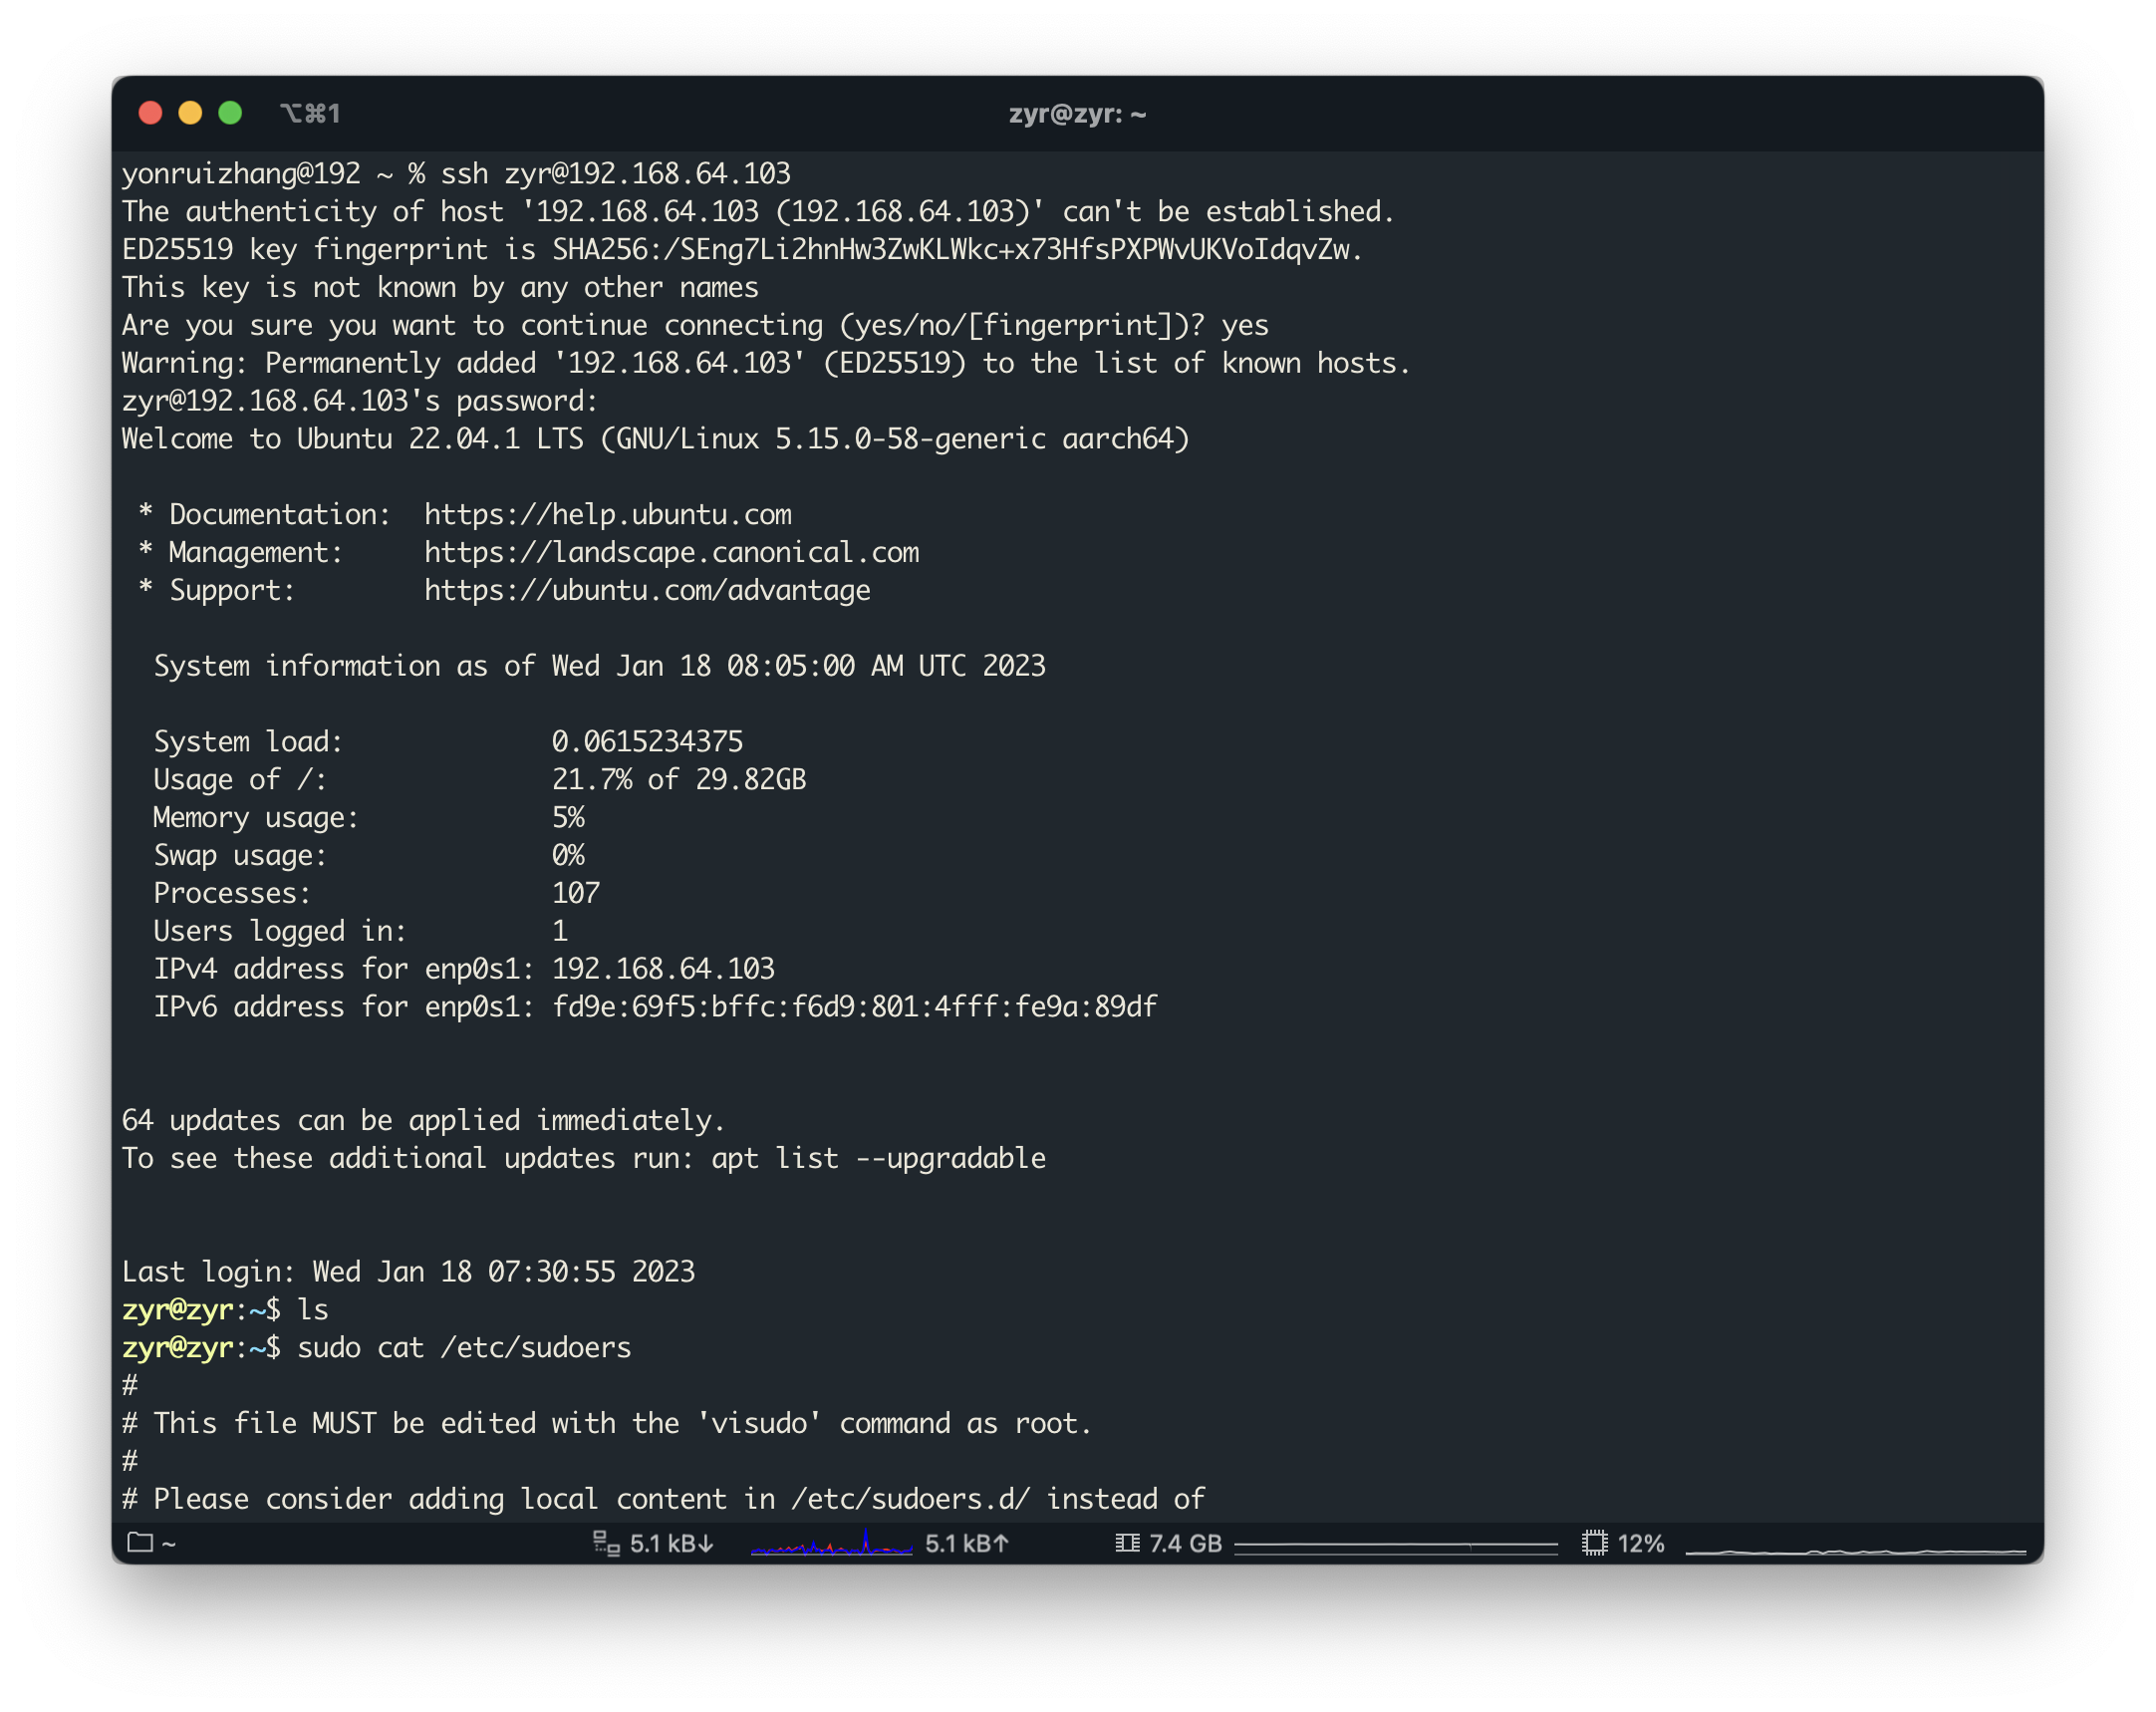 ⌥⌘1 zyr@zyr: ~
yonruizhang@192 ~ % ssh zyr@192.168.64.103
The authenticity of host '192.168.64.103 (192.168.64.103)' can't be established.
ED25519 key fingerprint is SHA256:/SEng7Li2hnHw3ZwKLWkc+x73HfsPXPWvUKVoIdqvZw.
This key is not known by any other names
Are you sure you want to continue connecting (yes/no/[fingerprint])? yes
Warning: Permanently added '192.168.64.103' (ED25519) to the list of known hosts.
zyr@192.168.64.103's password:
Welcome to Ubuntu 22.04.1 LTS (GNU/Linux 5.15.0-58-generic aarch64)
* Documentation:  https://help.ubuntu.com
* Management:     https://landscape.canonical.com
* Support:        https://ubuntu.com/advantage
System information as of Wed Jan 18 08:05:00 AM UTC 2023
System load:             0.0615234375
Usage of /:              21.7% of 29.82GB
Memory usage:            5%
Swap usage:              0%
Processes:               107
Users logged in:         1
IPv4 address for enp0s1: 192.168.64.103
IPv6 address for enp0s1: fd9e:69f5:bffc:f6d9:801:4fff:fe9a:89df
64 updates can be applied immediately.
To see these additional updates run: apt list --upgradable
Last login: Wed Jan 18 07:30:55 2023
zyr@zyr:~$ ls
zyr@zyr:~$ sudo cat /etc/sudoers
#
# This file MUST be edited with the 'visudo' command as root.
#
# Please consider adding local content in /etc/sudoers.d/ instead of
~ 5.1 kB↓ 5.1 kB↑ 7.4 GB 12%